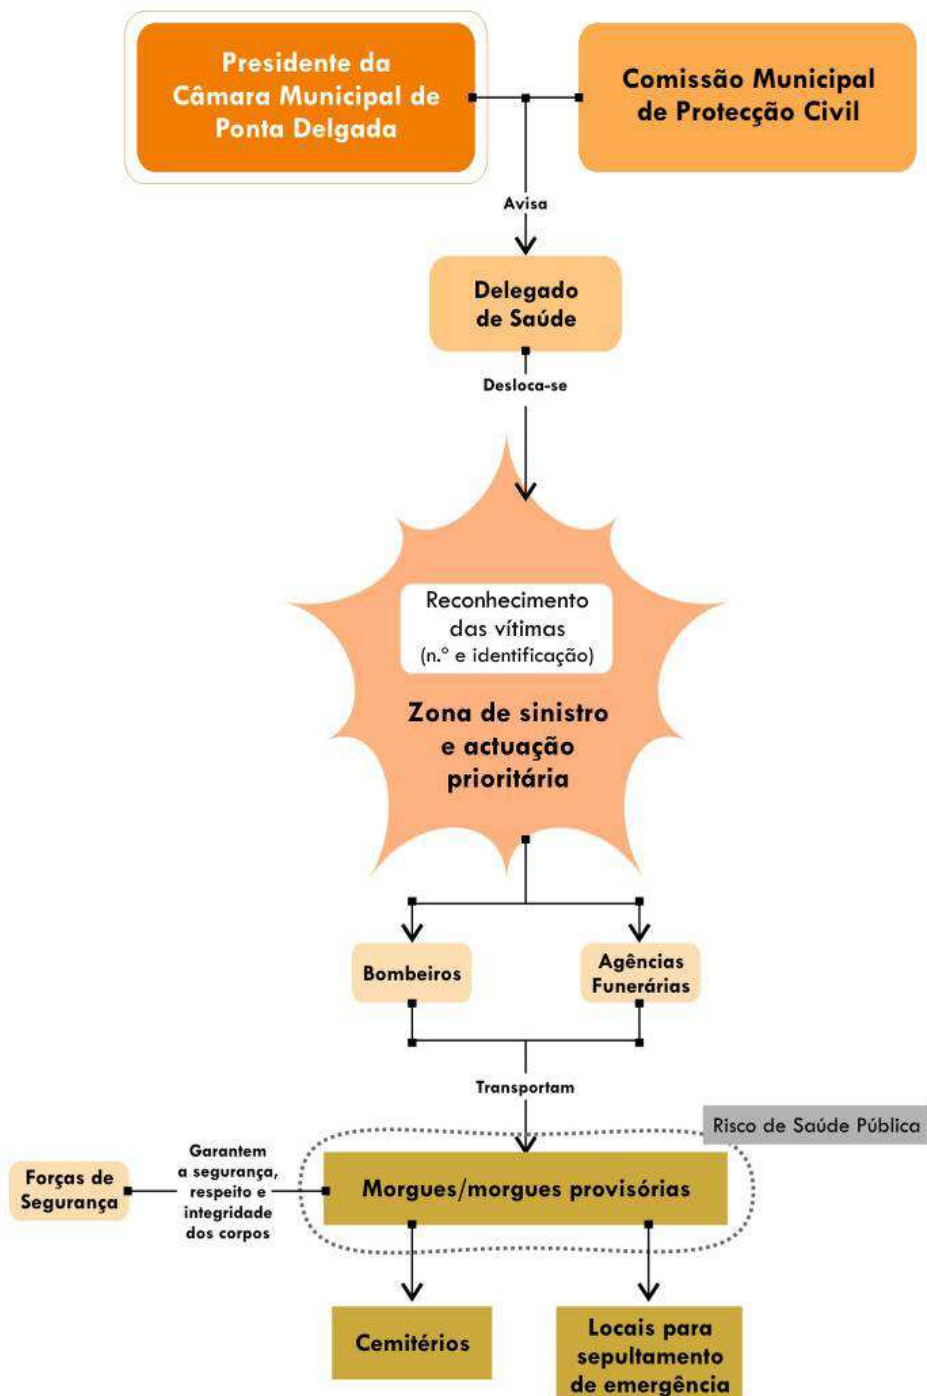 Presidente da
Câmara Municipal de
Ponta Delgada
Comissão Municipal
de Protecção Civil
Avisa
Delegado
de Saúde
Desloca-se
Reconhecimento
das vítimas
(n.º e identificação)
Zona de sinistro
e actuação
prioritária
Bombeiros
Agências
Funerárias
Transportam
Risco de Saúde Pública
Forças de
Segurança
Garantem
a segurança,
respeito e
integridade
dos corpos
Morgues/morgues provisórias
Cemitérios
Locais para
sepultamento
de emergência